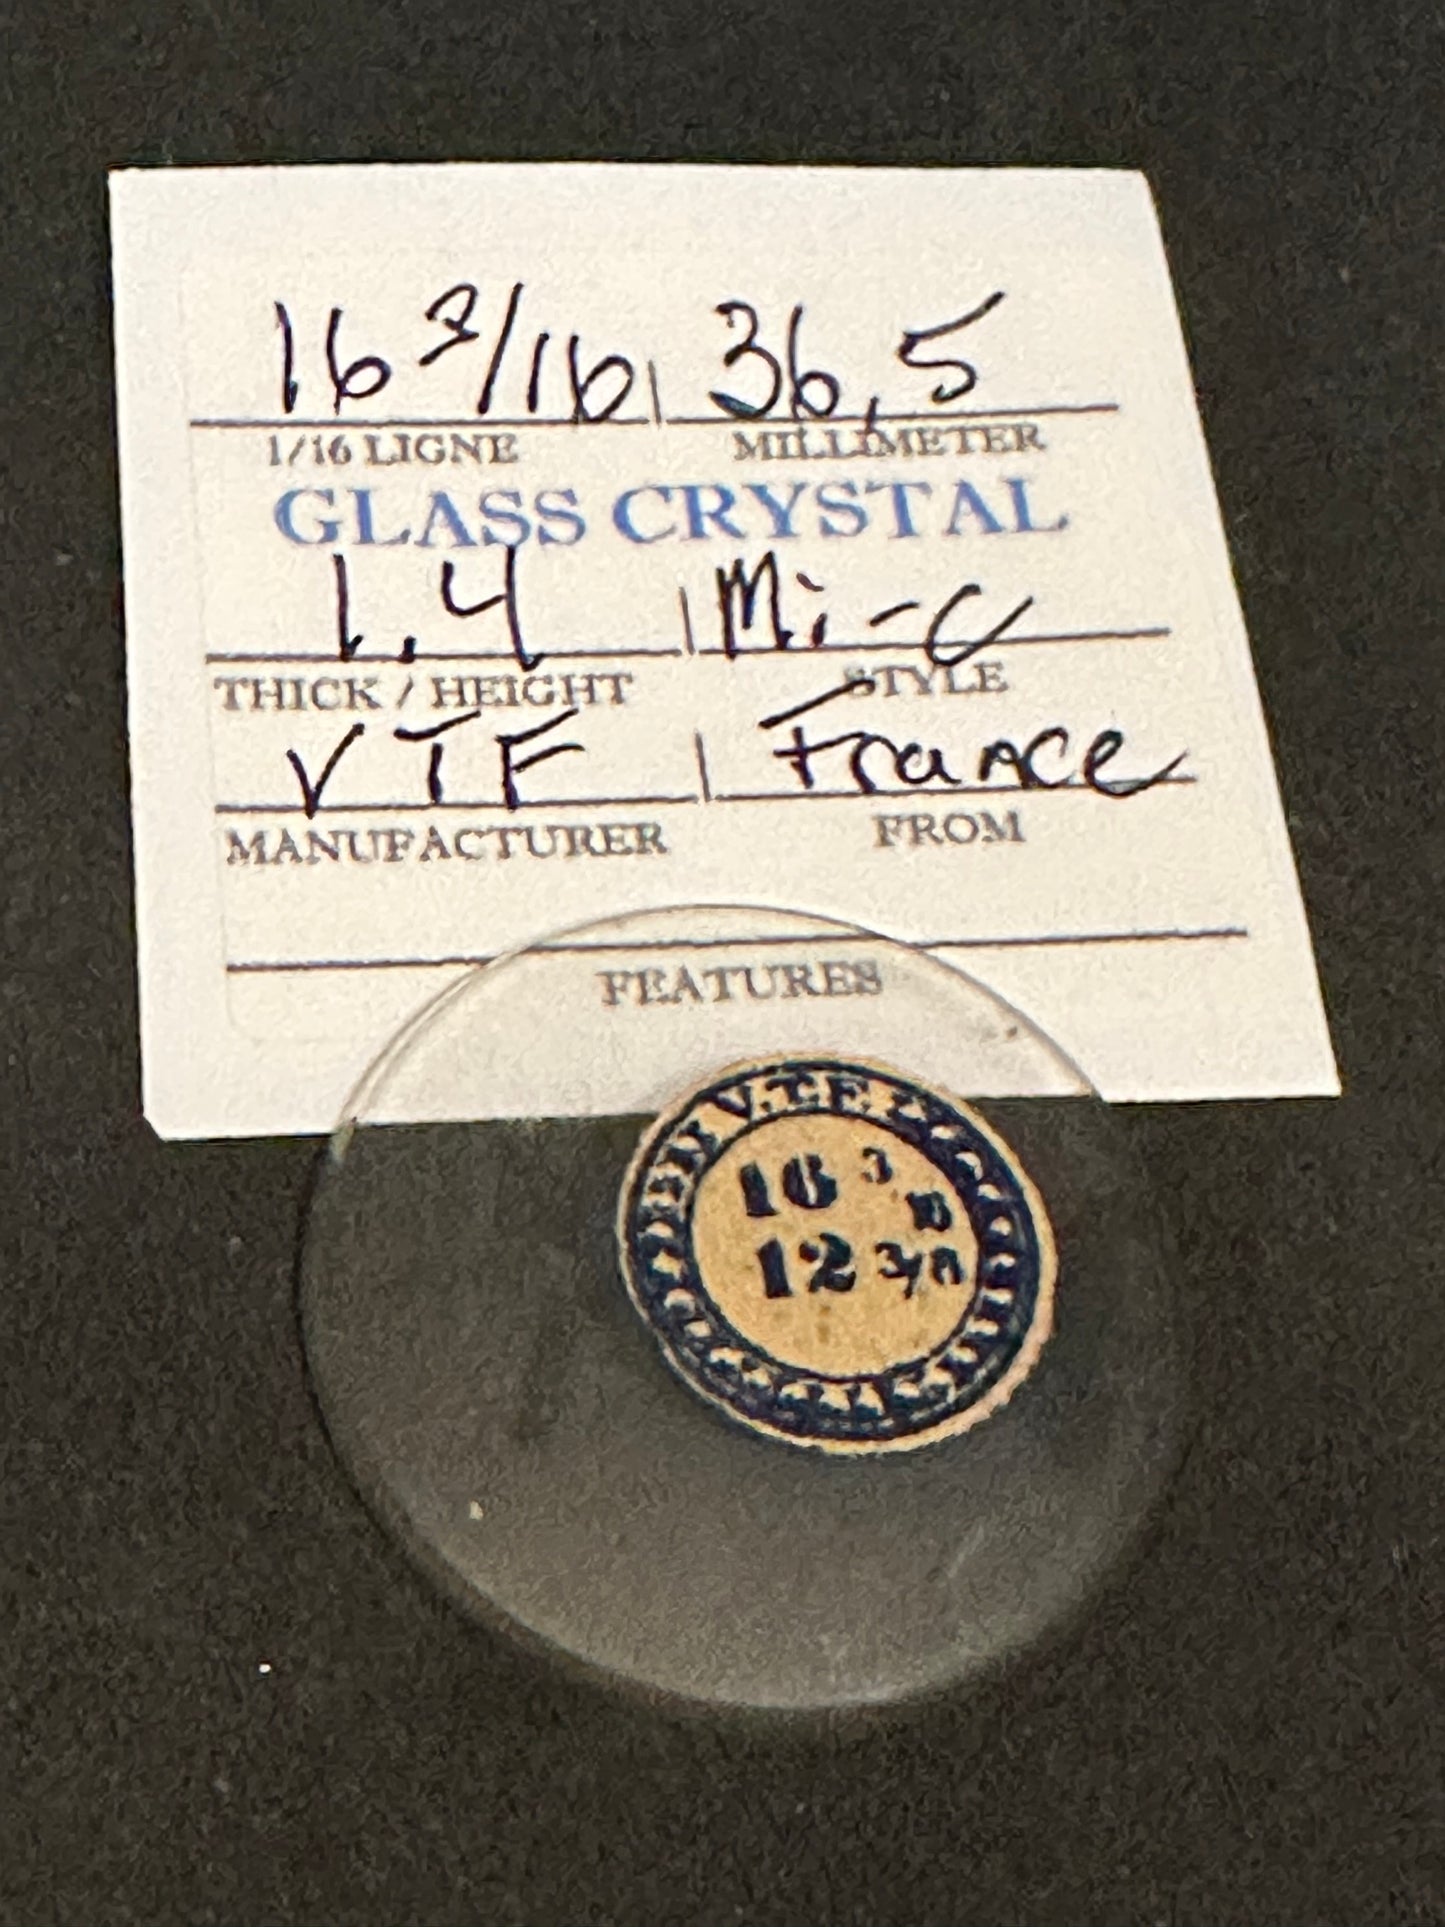 16 3/16 36.5
1/16 LIGNE MILLIMETER
GLASS CRYSTAL
1.4 Mi-C
THICK / HEIGHT STYLE
VTF France
MANUFACTURER FROM
FEATURES
V.T.F.
16 3/16
12 3/8